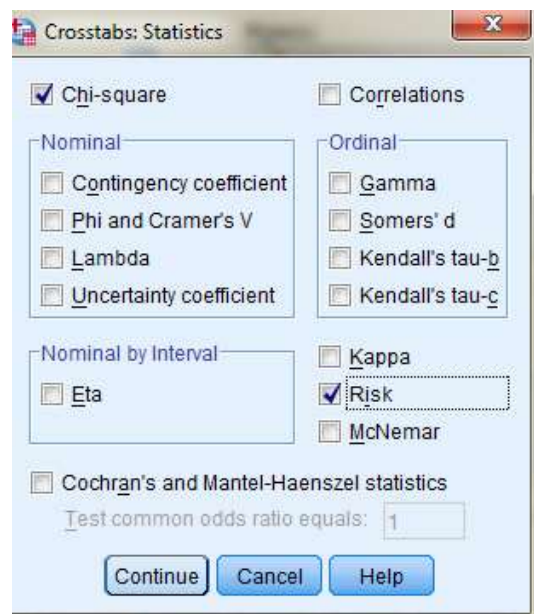 Crosstabs: Statistics
Chi-square
Correlations
Nominal
Contingency coefficient
Phi and Cramer's V
Lambda
Uncertainty coefficient
Ordinal
Gamma
Somers' d
Kendall's tau-b
Kendall's tau-c
Nominal by Interval
Eta
Kappa
Risk
McNemar
Cochran's and Mantel-Haenszel statistics
Test common odds ratio equals: 1
Continue Cancel Help